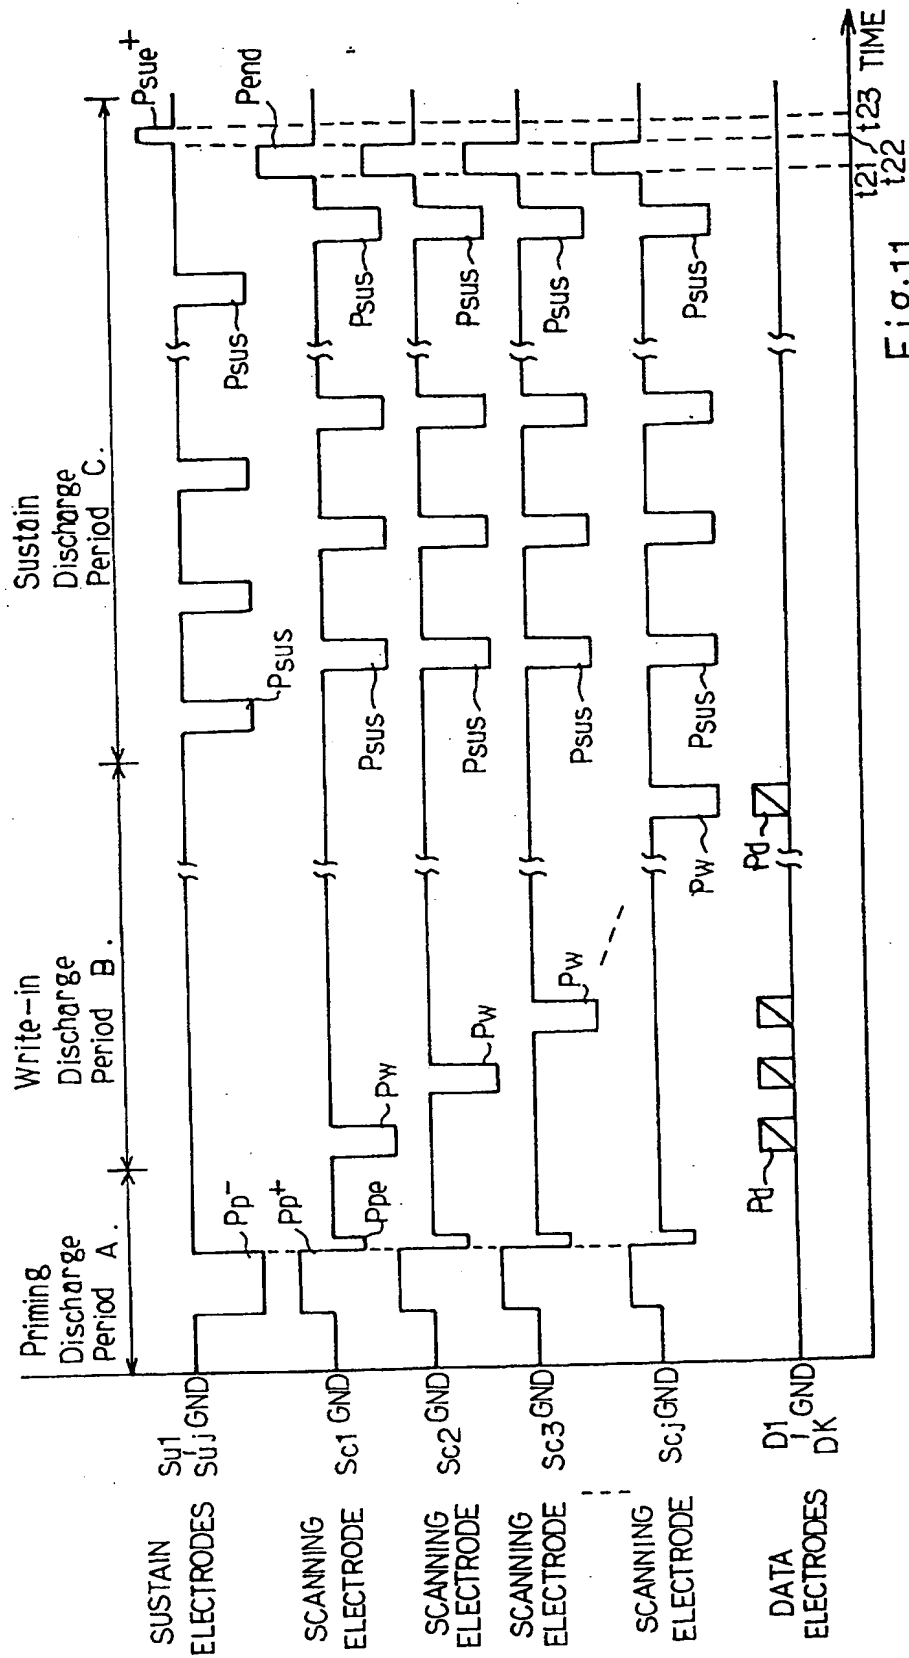 Priming
Discharge
Period A.
Write-in
Discharge
Period B.
Sustain
Discharge
Period C.
SUSTAIN
ELECTRODES
Su1
Suj GND
Pp-
Psus
Psus
Psue+
SCANNING
ELECTRODE
Sc1 GND
Pp+
Ppe
Pw
Psus
Psus
Pend
SCANNING
ELECTRODE
Sc2 GND
Pw
Psus
Psus
SCANNING
ELECTRODE
Sc3 GND
Pw
Psus
Psus
SCANNING
ELECTRODE
Scj GND
Pw
Psus
Psus
DATA
ELECTRODES
D1
DK GND
Pd
Pd
t21 t23 TIME
t22
Fig.11